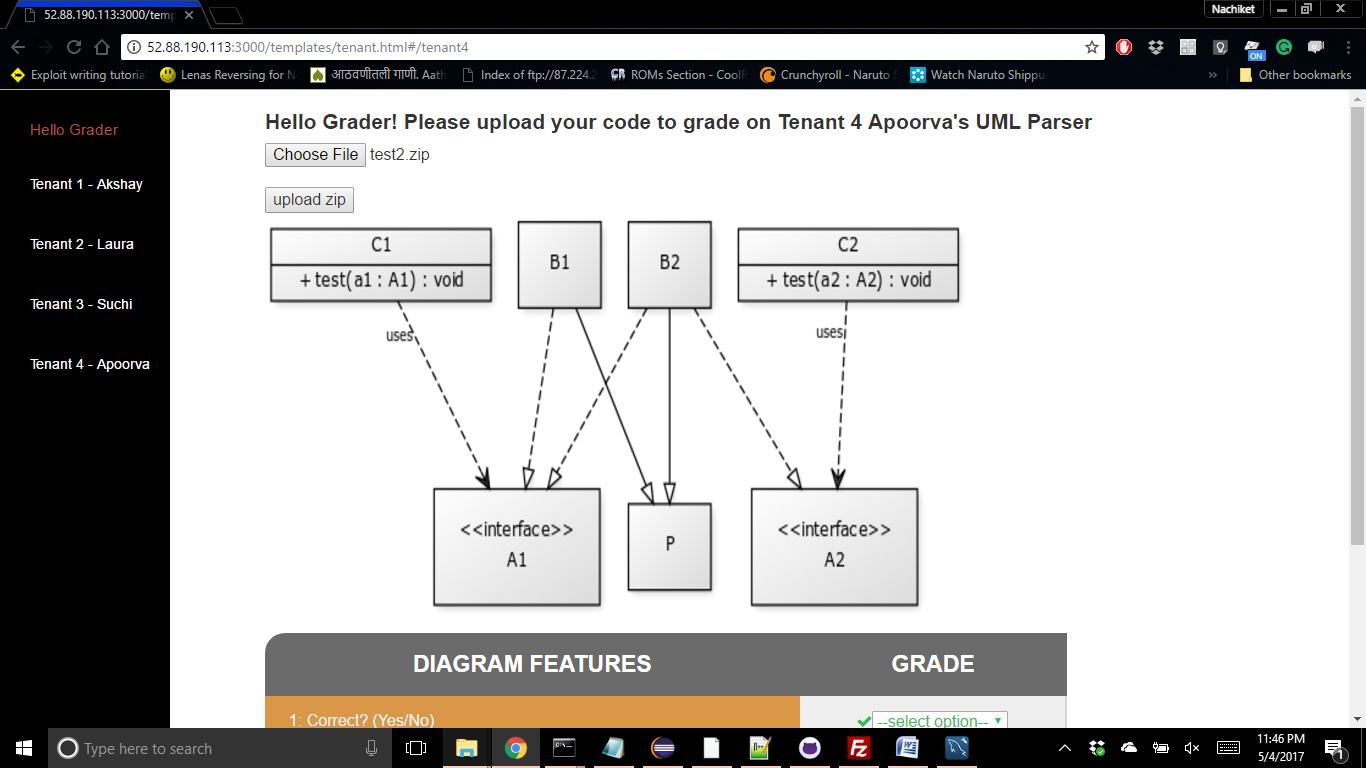 Nachiket
52.88.190.113:3000/temp
52.88.190.113:3000/templates/tenant.html#/tenant4
ON
Exploit writing tutoria
Lenas Reversing for N
आठवणीतली गाणी. Aath
Index of ftp://87.224.2
ROMs Section - CoolR
Crunchyroll - Naruto S
Watch Naruto Shippu
»
Other bookmarks
Hello Grader
Tenant 1 - Akshay
Tenant 2 - Laura
Tenant 3 - Suchi
Tenant 4 - Apoorva
Hello Grader! Please upload your code to grade on Tenant 4 Apoorva's UML Parser
Choose File test2.zip
upload zip
C1
+ test(a1 : A1) : void
B1
B2
C2
+ test(a2 : A2) : void
uses
uses
<<interface>>
A1
P
<<interface>>
A2
DIAGRAM FEATURES
GRADE
1: Correct? (Yes/No)
--select option--
Type here to search
11:46 PM
5/4/2017
1